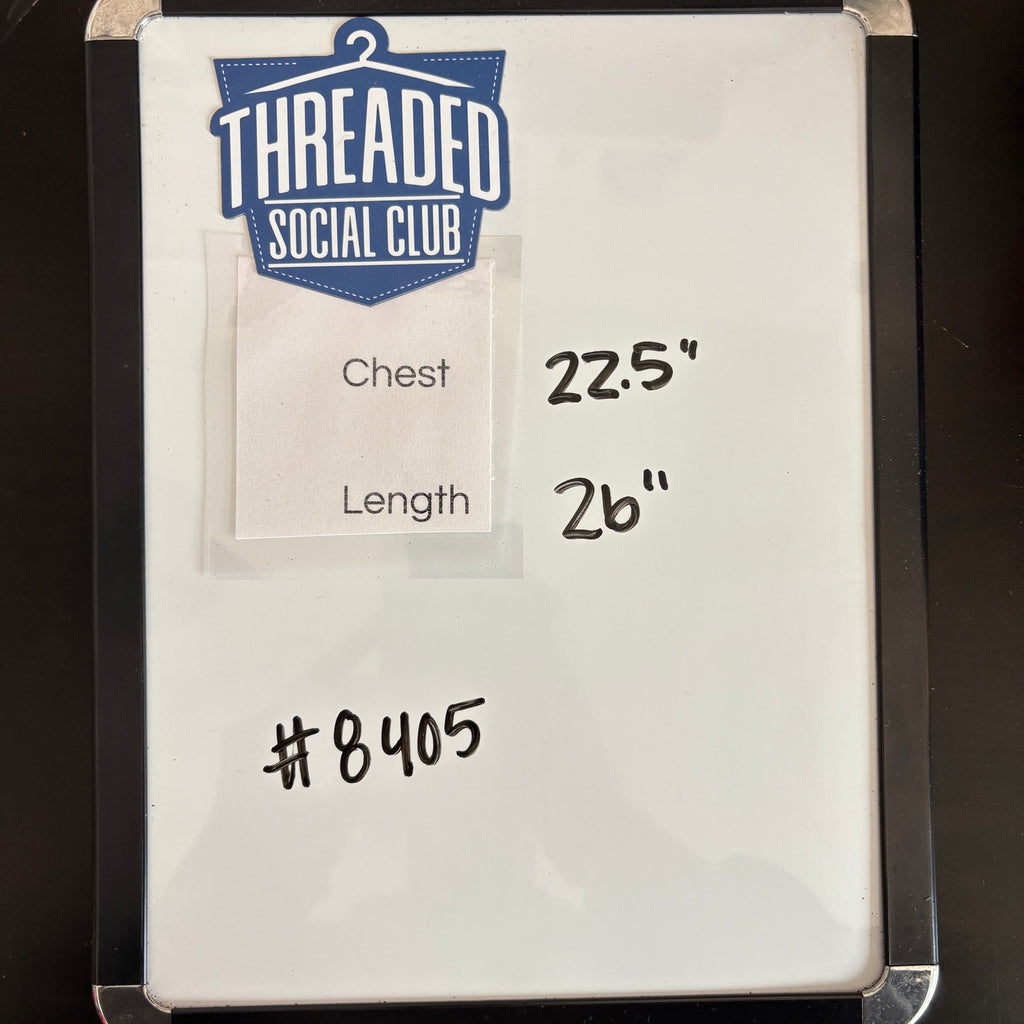 THREADED
SOCIAL CLUB
Chest 22.5"
Length 26"
#8405